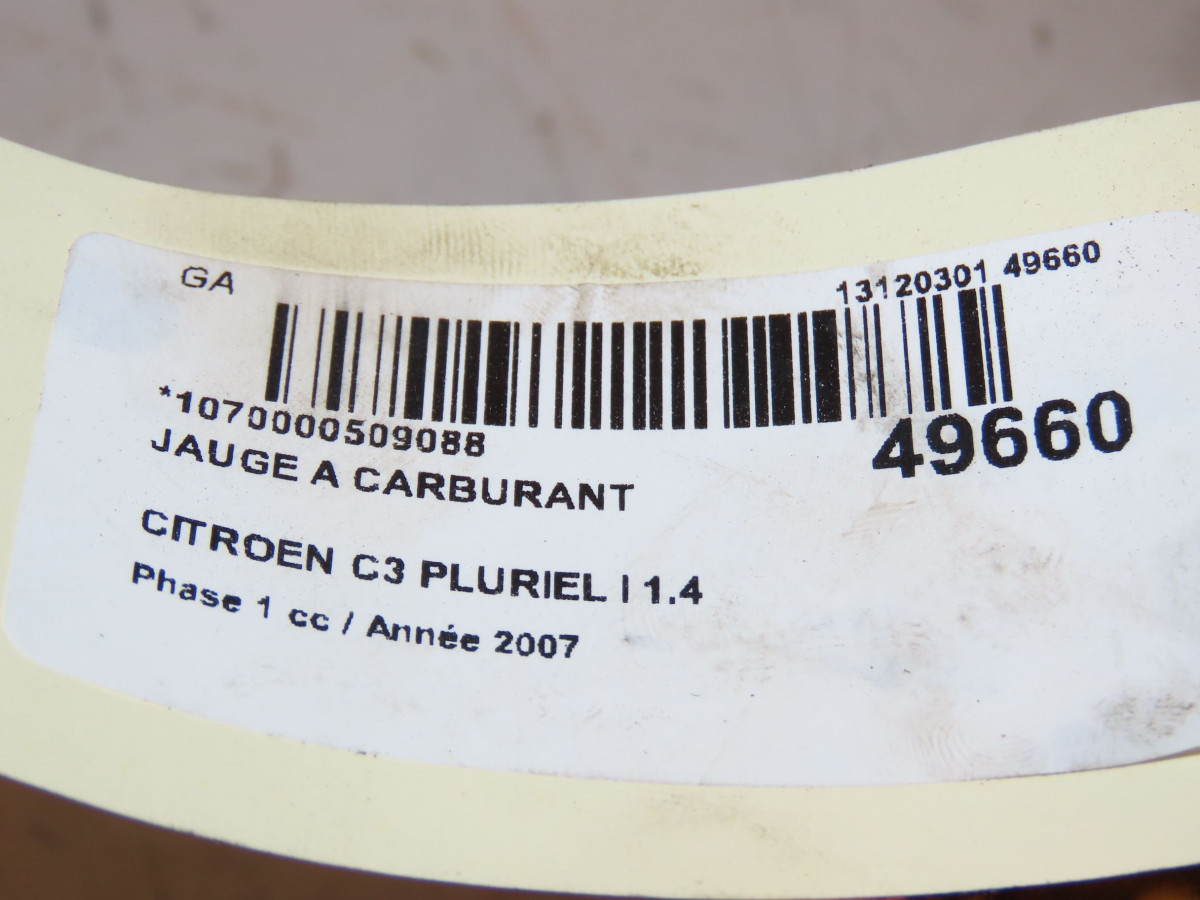 GA
13120301 49660
*1070000509088
49660
JAUGE A CARBURANT
CITROEN C3 PLURIEL I 1.4
Phase 1 cc / Année 2007